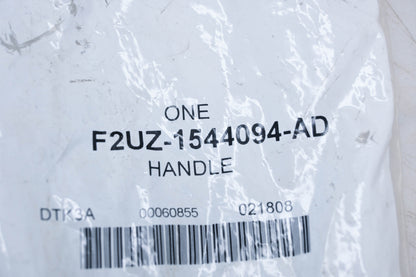 ONE
F2UZ-1544094-AD
HANDLE
DTK3A 00060855 021808